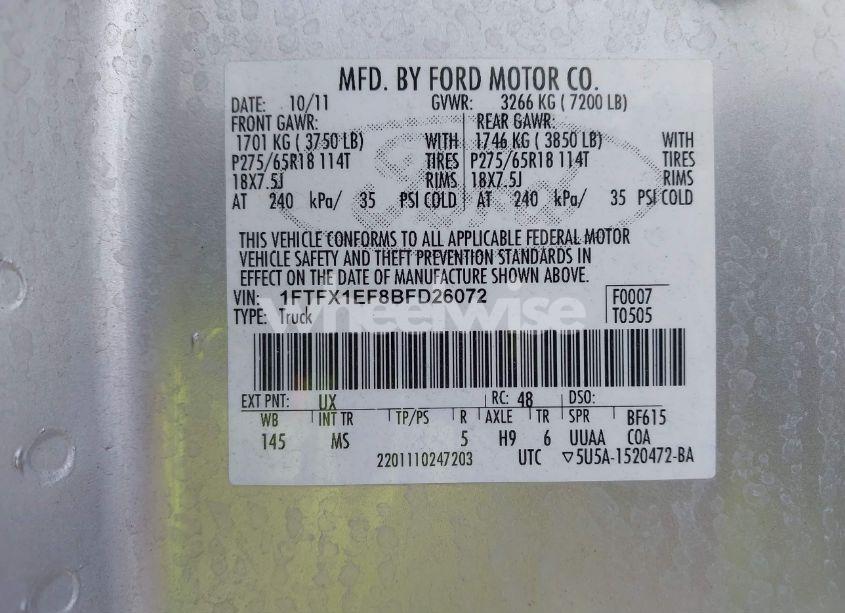 MFD. BY FORD MOTOR CO.
DATE: 10/11 GVWR: 3266 KG ( 7200 LB)
FRONT GAWR: REAR GAWR:
1701 KG ( 3750 LB) WITH 1746 KG ( 3850 LB) WITH
P275/65R18 114T TIRES P275/65R18 114T TIRES
18X7.5J RIMS 18X7.5J RIMS
AT 240 kPa/ 35 PSI COLD AT 240 kPa/ 35 PSI COLD
THIS VEHICLE CONFORMS TO ALL APPLICABLE FEDERAL MOTOR
VEHICLE SAFETY AND THEFT PREVENTION STANDARDS IN
EFFECT ON THE DATE OF MANUFACTURE SHOWN ABOVE.
VIN: 1FTFX1EF8BFD26072 F0007
TYPE: Truck T0505
wheelwise
EXT PNT: UX RC: 48 DSO:
WB INT TR TP/PS R AXLE TR SPR BF615
145 MS 5 H9 6 UUAA COA
2201110247203 UTC ▽5U5A-1520472-BA